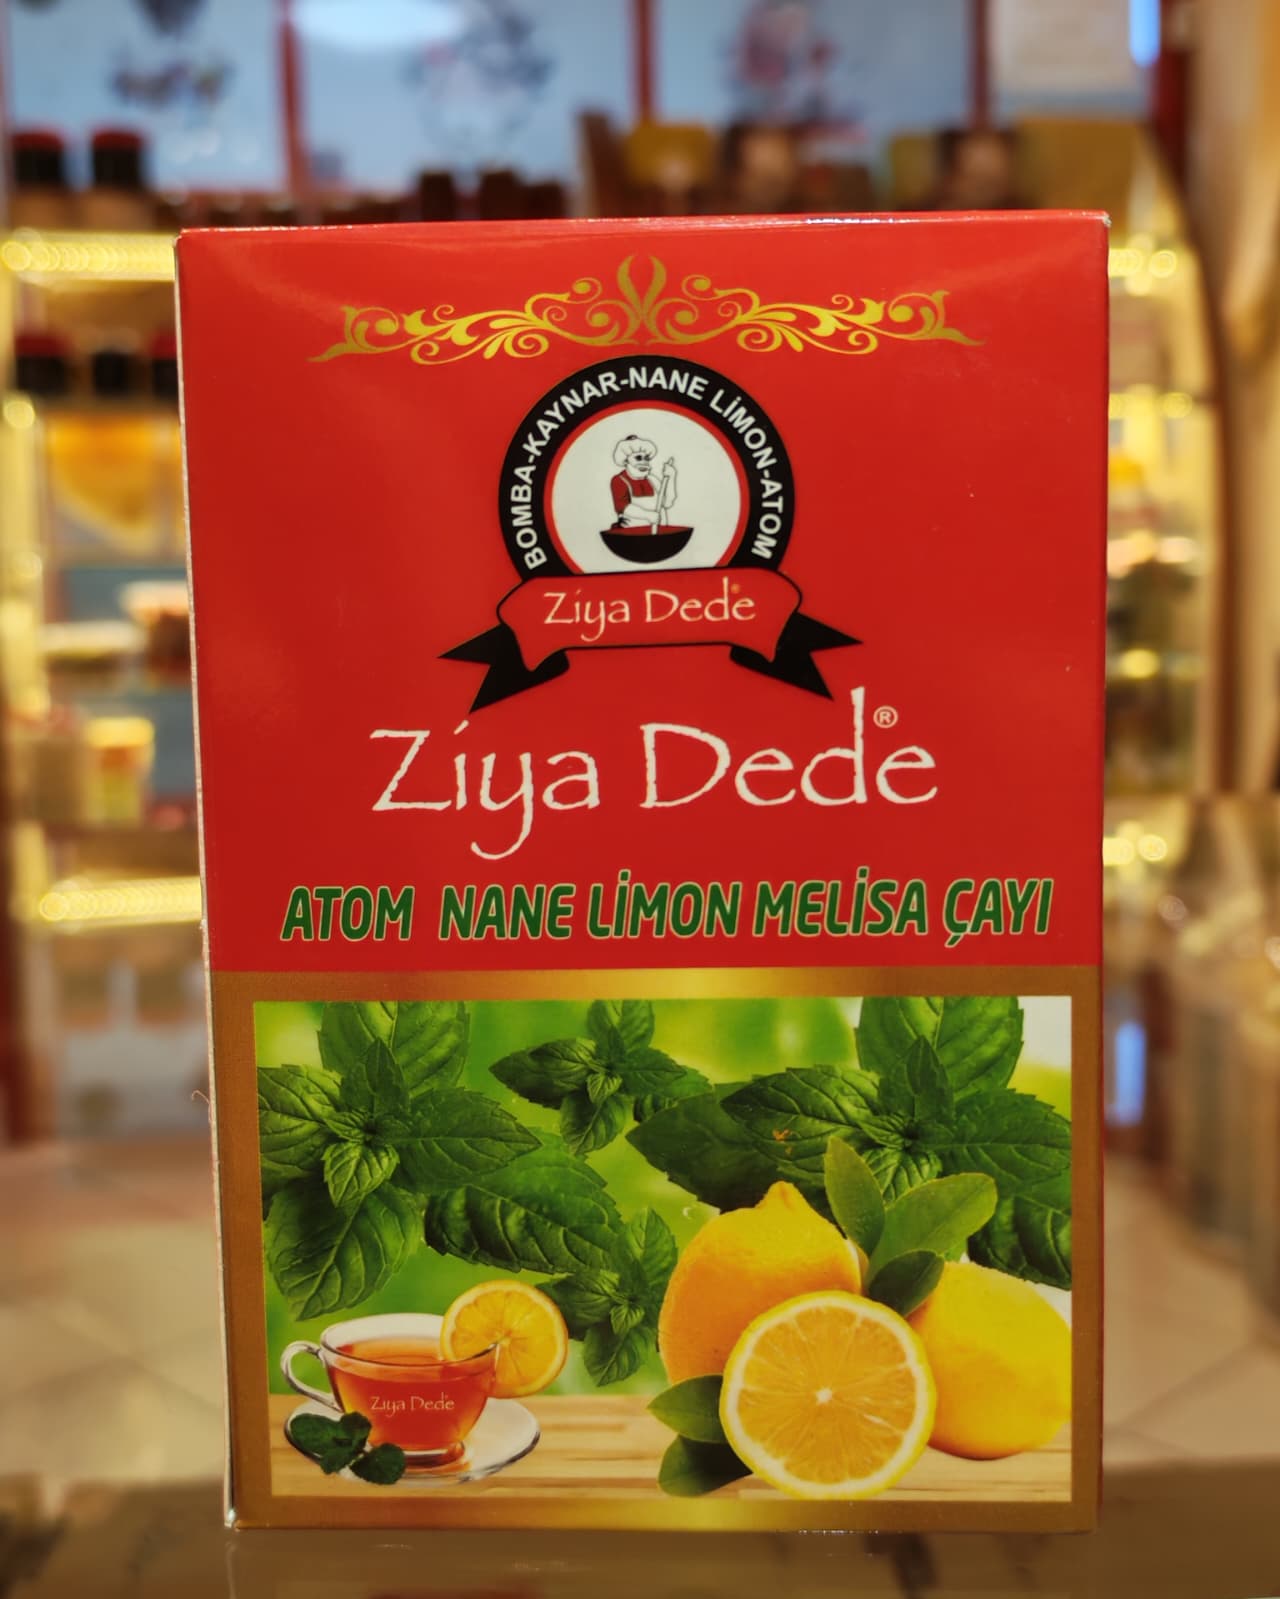 BOMBA-KAYNAR-NANE LİMON-ATOM
Ziya Dede®
Ziya Dede®
ATOM NANE LİMON MELİSA ÇAYI
Ziya Dede